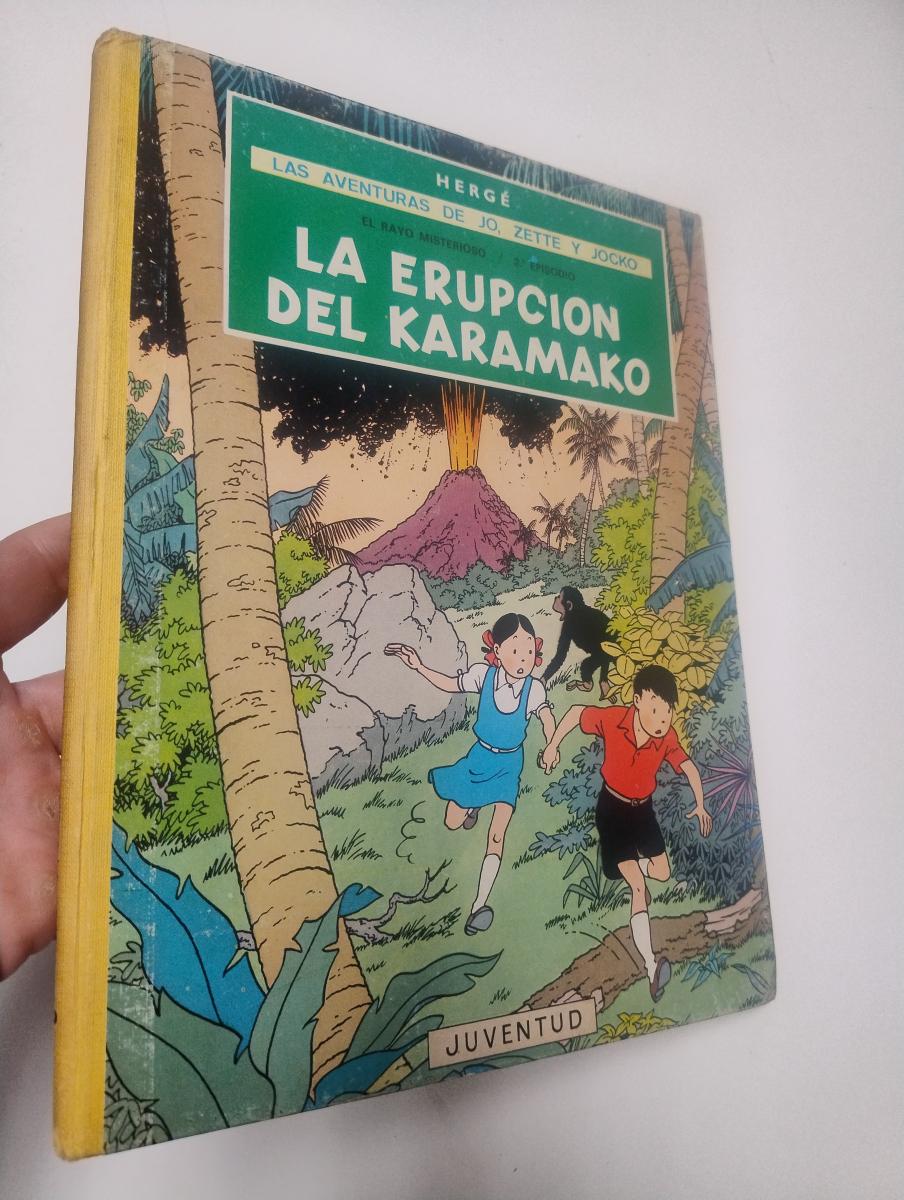 HERGÉ
LAS AVENTURAS DE JO, ZETTE Y JOCKO
EL RAYO MISTERIOSO / 2.º EPISODIO
LA ERUPCION
DEL KARAMAKO
JUVENTUD